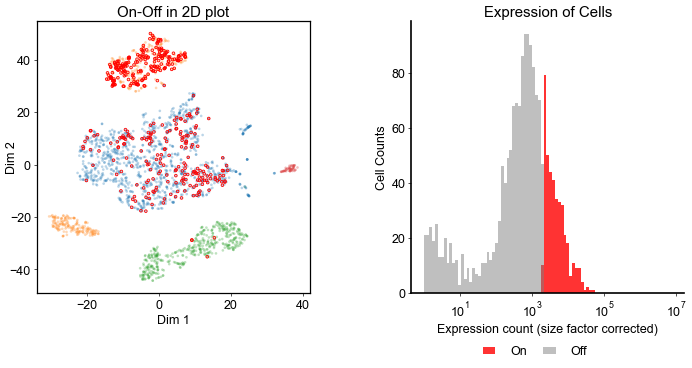 On-Off in 2D plot
40
20
0
−20
−40
Dim 2
−20
0
20
40
Dim 1
Expression of Cells
80
60
40
20
0
Cell Counts
10^1
10^3
10^5
10^7
Expression count (size factor corrected)
On
Off